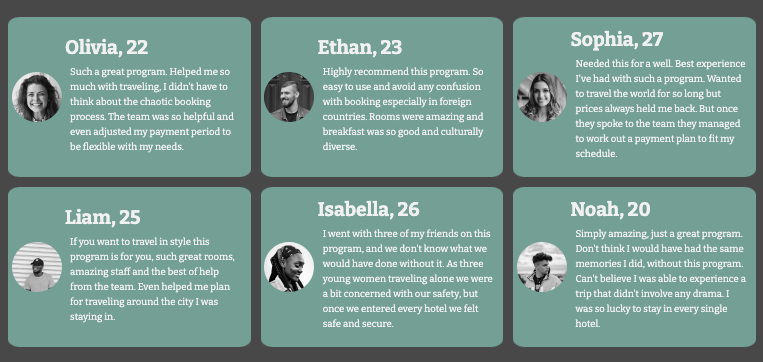 Olivia, 22
Such a great program. Helped me so
much with traveling, I didn't have to
think about the chaotic booking
process. The team was so helpful and
even adjusted my payment period to
be flexible with my needs.
Ethan, 23
Highly recommend this program. So
easy to use and avoid any confusion
with booking especially in foreign
countries. Rooms were amazing and
breakfast was so good and culturally
diverse.
Sophia, 27
Needed this for a well. Best experience
I've had with such a program. Wanted
to travel the world for so long but
prices always held me back. But once
they spoke to the team they managed
to work out a payment plan to fit my
schedule.
Liam, 25
If you want to travel in style this
program is for you, such great rooms,
amazing staff and the best of help
from the team. Even helped me plan
for traveling around the city I was
staying in.
Isabella, 26
I went with three of my friends on this
program, and we don't know what we
would have done without it. As three
young women traveling alone we were
a bit concerned with our safety, but
once we entered every hotel we felt
safe and secure.
Noah, 20
Simply amazing, just a great program.
Don't think I would have had the same
memories I did, without this program.
Can't believe I was able to experience a
trip that didn't involve any drama. I
was so lucky to stay in every single
hotel.